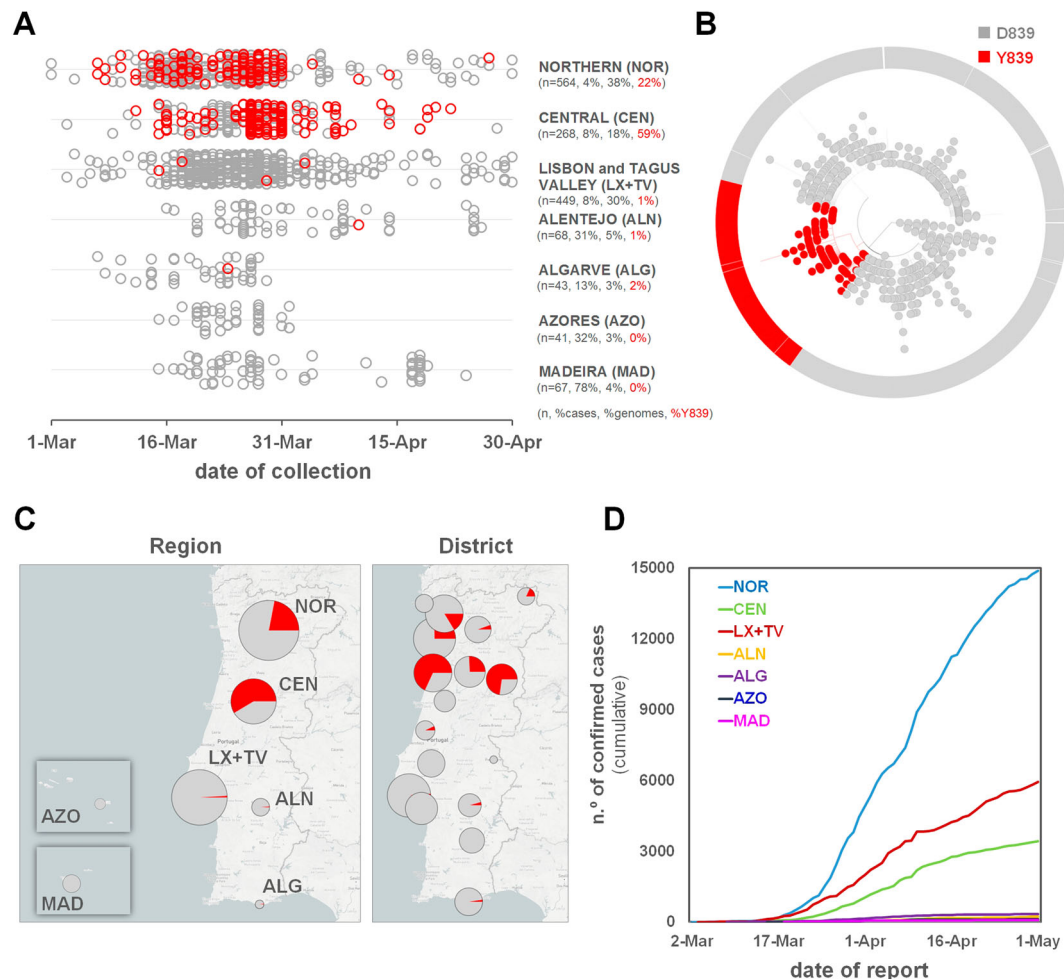 A
NORTHERN (NOR)
(n=564, 4%, 38%, 22%)
CENTRAL (CEN)
(n=268, 8%, 18%, 59%)
LISBON and TAGUS
VALLEY (LX+TV)
(n=449, 8%, 30%, 1%)
ALENTEJO (ALN)
(n=68, 31%, 5%, 1%)
ALGARVE (ALG)
(n=43, 13%, 3%, 2%)
AZORES (AZO)
(n=41, 32%, 3%, 0%)
MADEIRA (MAD)
(n=67, 78%, 4%, 0%)
(n, %cases, %genomes, %Y839)
1-Mar 16-Mar 31-Mar 15-Apr 30-Apr
date of collection
B
D839
Y839
C
Region
NOR
CEN
LX+TV
Portugal
ALN
AZO
MAD
ALG
District
Portugal
D
n.º of confirmed cases
(cumulative)
15000
12000
9000
6000
3000
0
NOR
CEN
LX+TV
ALN
ALG
AZO
MAD
2-Mar 17-Mar 1-Apr 16-Apr 1-May
date of report